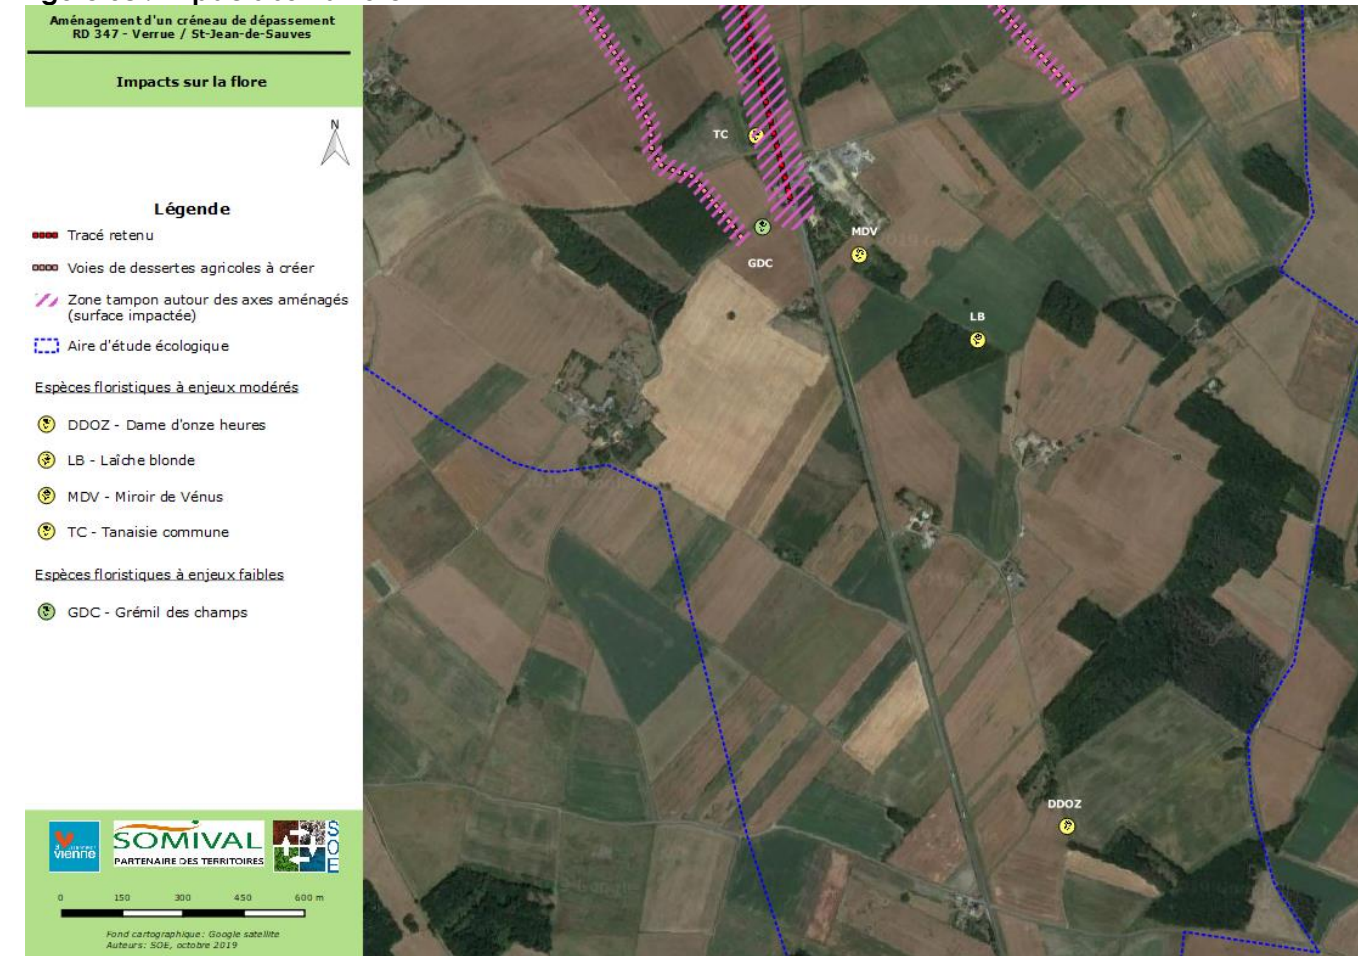 Aménagement d'un créneau de dépassement
RD 347 - Verrue / St-Jean-de-Sauves
Impacts sur la flore
N
Légende
Tracé retenu
Voies de dessertes agricoles à créer
Zone tampon autour des axes aménagés
(surface impactée)
Aire d'étude écologique
Espèces floristiques à enjeux modérés
DDOZ - Dame d'onze heures
LB - Laîche blonde
MDV - Miroir de Vénus
TC - Tanaisie commune
Espèces floristiques à enjeux faibles
GDC - Grémil des champs
TC
MDV
GDC
LB
DDOZ
vienne
SOMIVAL
PARTENAIRE DES TERRITOIRES
SOE
0 150 300 450 600 m
Fond cartographique: Google satellite
Auteurs: SOE, octobre 2019